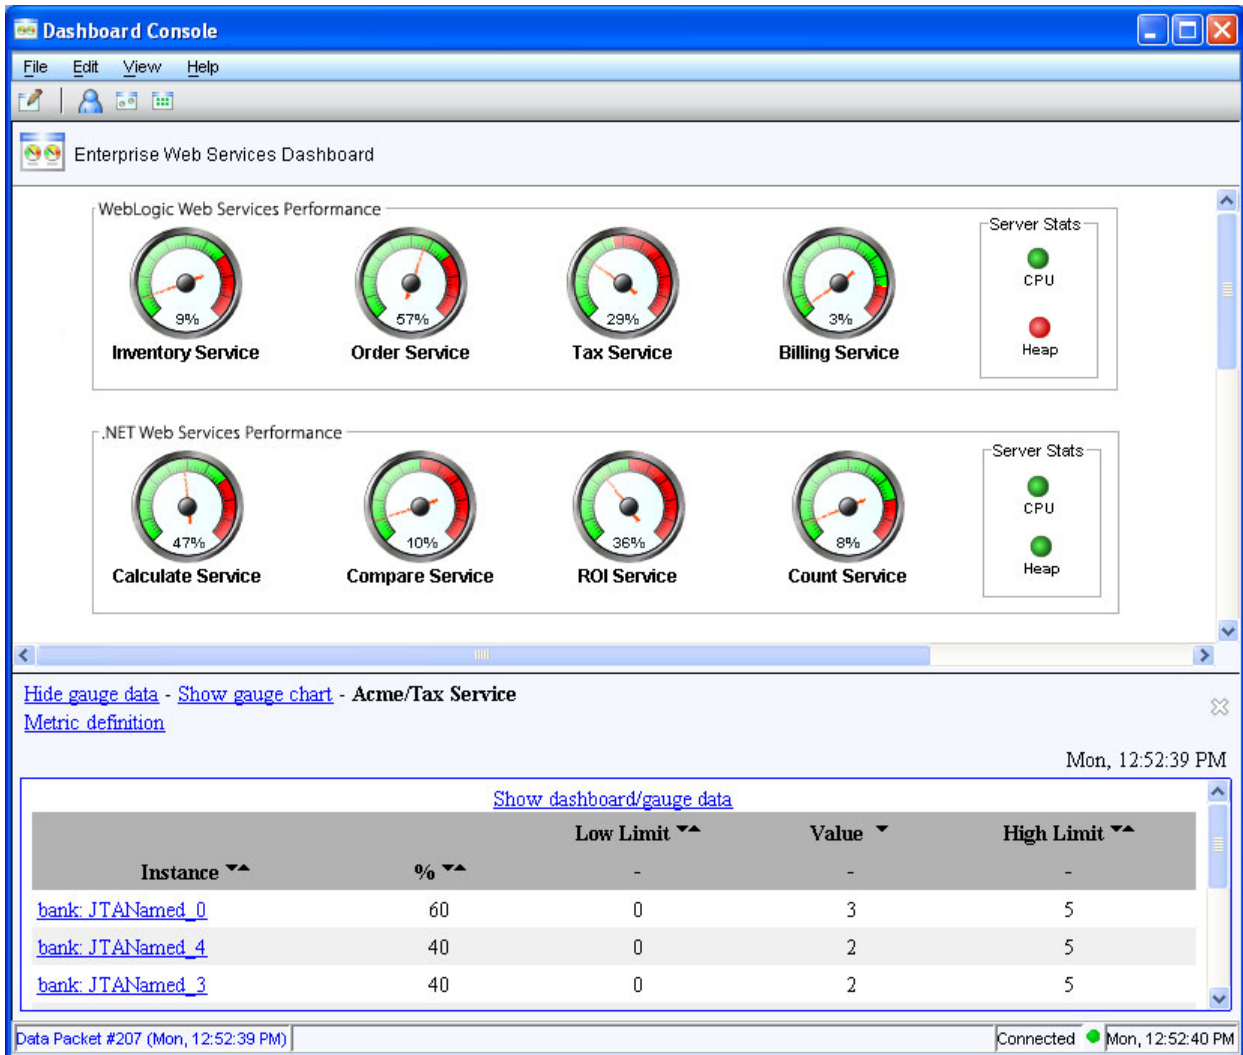 Dashboard Console
File Edit View Help
Enterprise Web Services Dashboard
WebLogic Web Services Performance
Server Stats
CPU
9% 57% 29% 3%
Heap
Inventory Service Order Service Tax Service Billing Service
.NET Web Services Performance
Server Stats
CPU
47% 10% 36% 8%
Heap
Calculate Service Compare Service ROI Service Count Service
Hide gauge data - Show gauge chart - Acme/Tax Service
Metric definition
Mon, 12:52:39 PM
Show dashboard/gauge data
Low Limit Value High Limit
Instance % - - -
bank: JTANamed_0 60 0 3 5
bank: JTANamed_4 40 0 2 5
bank: JTANamed_3 40 0 2 5
Data Packet #207 (Mon, 12:52:39 PM) Connected Mon, 12:52:40 PM